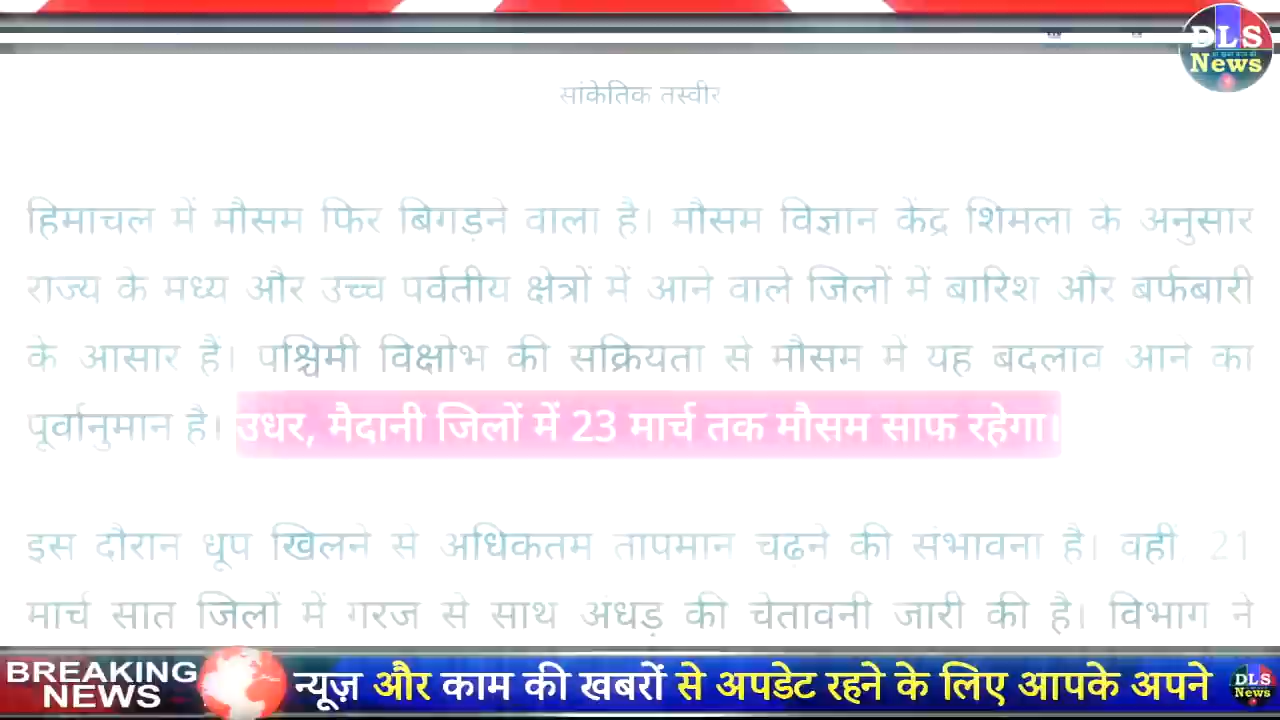 DLS
News
सांकेतिक तस्वीर
हिमाचल में मौसम फिर बिगड़ने वाला है। मौसम विज्ञान केंद्र शिमला के अनुसार
राज्य के मध्य और उच्च पर्वतीय क्षेत्रों में आने वाले जिलों में बारिश और बर्फबारी
के आसार हैं। पश्चिमी विक्षोभ की सक्रियता से मौसम में यह बदलाव आने का
पूर्वानुमान है। उधर, मैदानी जिलों में 23 मार्च तक मौसम साफ रहेगा।
इस दौरान धूप खिलने से अधिकतम तापमान चढ़ने की संभावना है। वहीं 21
मार्च सात जिलों में गरज से साथ अंधड़ की चेतावनी जारी की है। विभाग ने
BREAKING
NEWS
न्यूज़ और काम की खबरों से अपडेट रहने के लिए आपके अपने
DLS
News